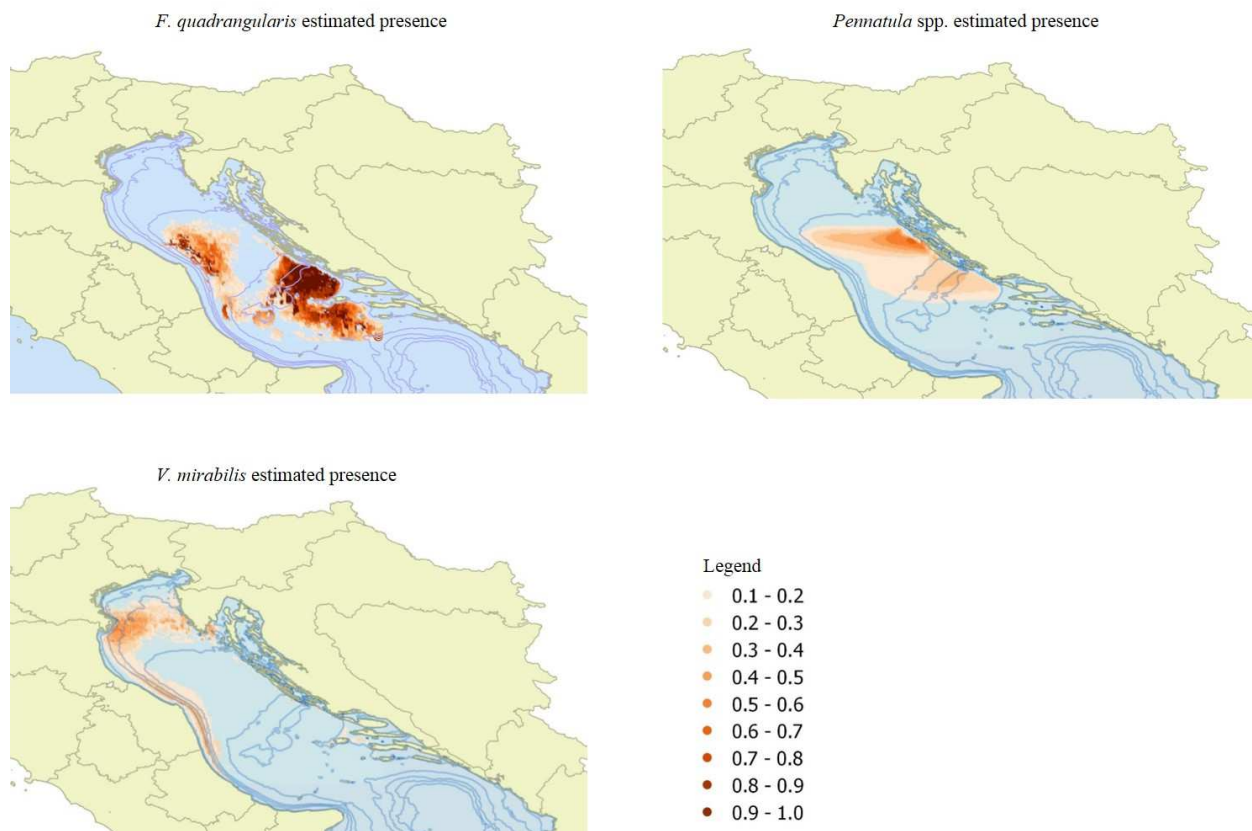 F. quadrangularis estimated presence
Pennatula spp. estimated presence
V. mirabilis estimated presence
Legend
0.1 - 0.2
0.2 - 0.3
0.3 - 0.4
0.4 - 0.5
0.5 - 0.6
0.6 - 0.7
0.7 - 0.8
0.8 - 0.9
0.9 - 1.0